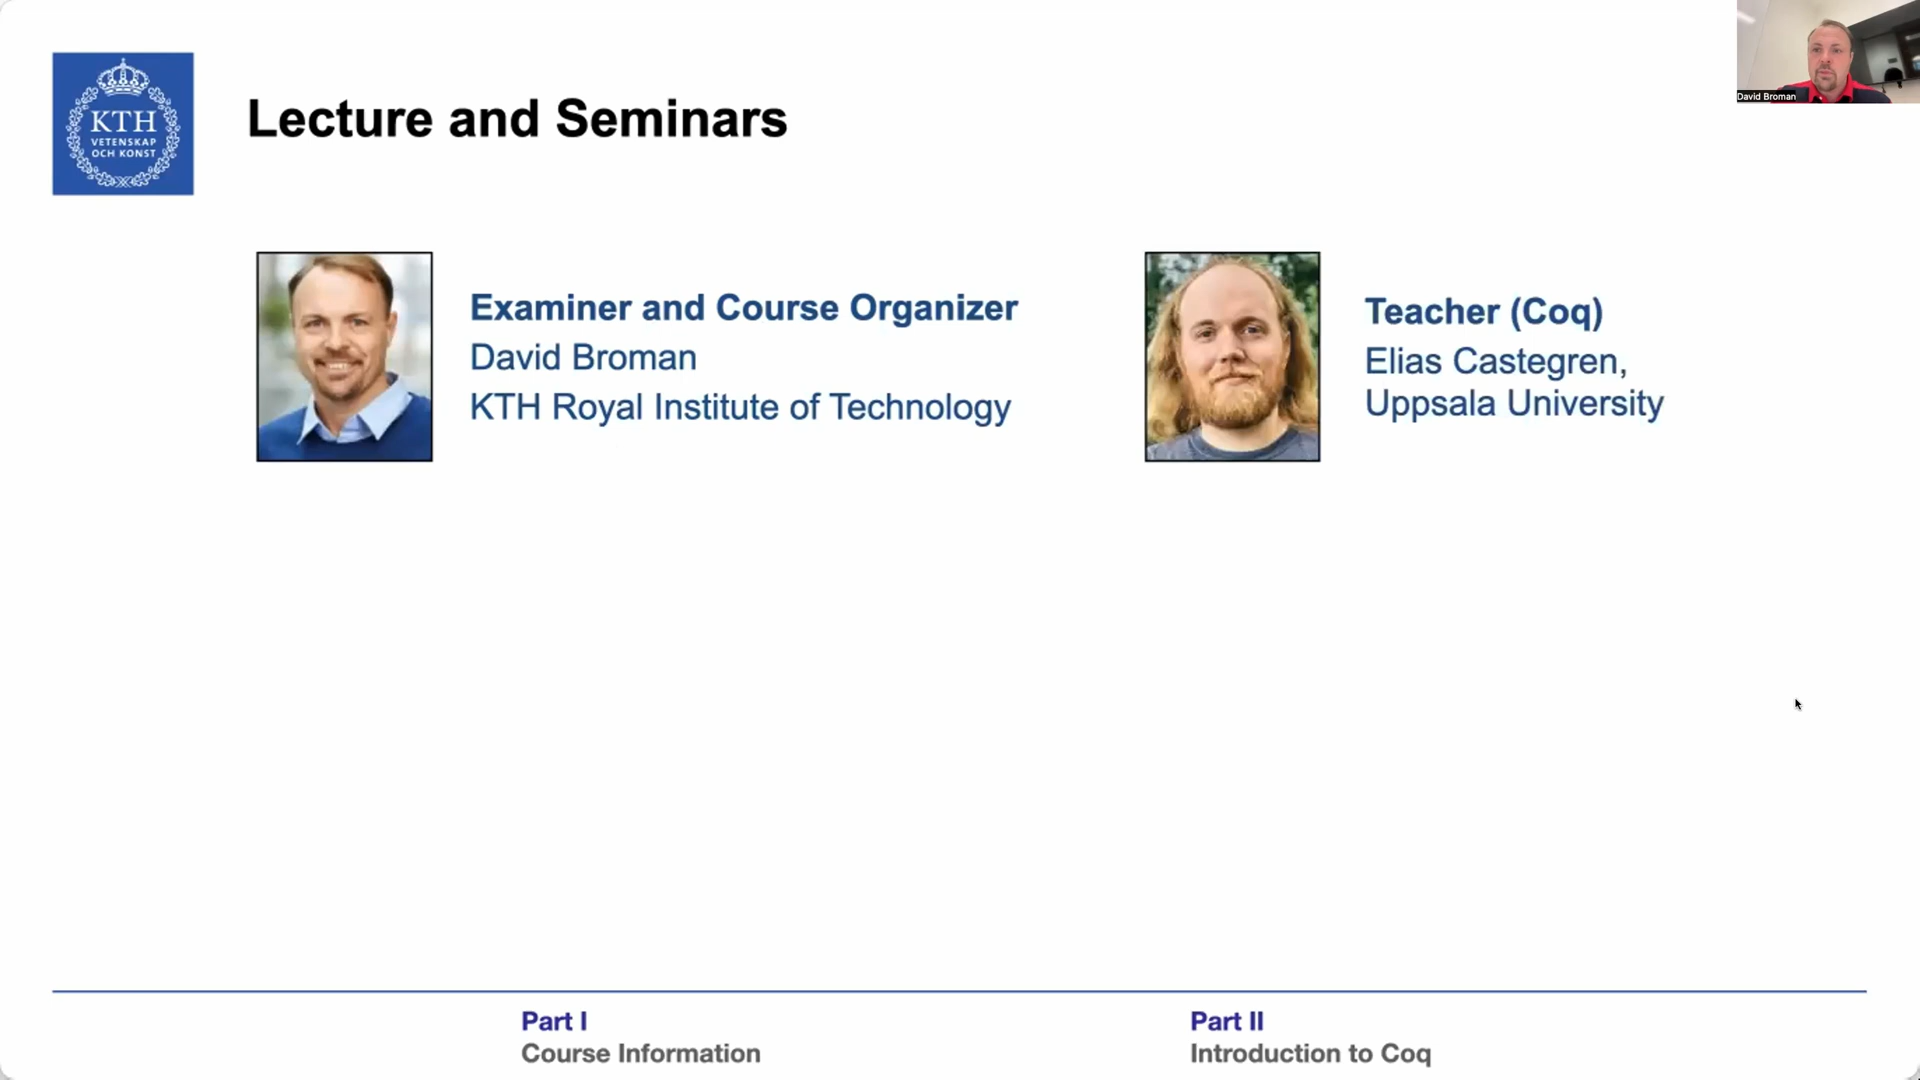 KTH
VETENSKAP
OCH KONST
Lecture and Seminars
David Broman
Examiner and Course Organizer
David Broman
KTH Royal Institute of Technology
Teacher (Coq)
Elias Castegren,
Uppsala University
Part I
Course Information
Part II
Introduction to Coq